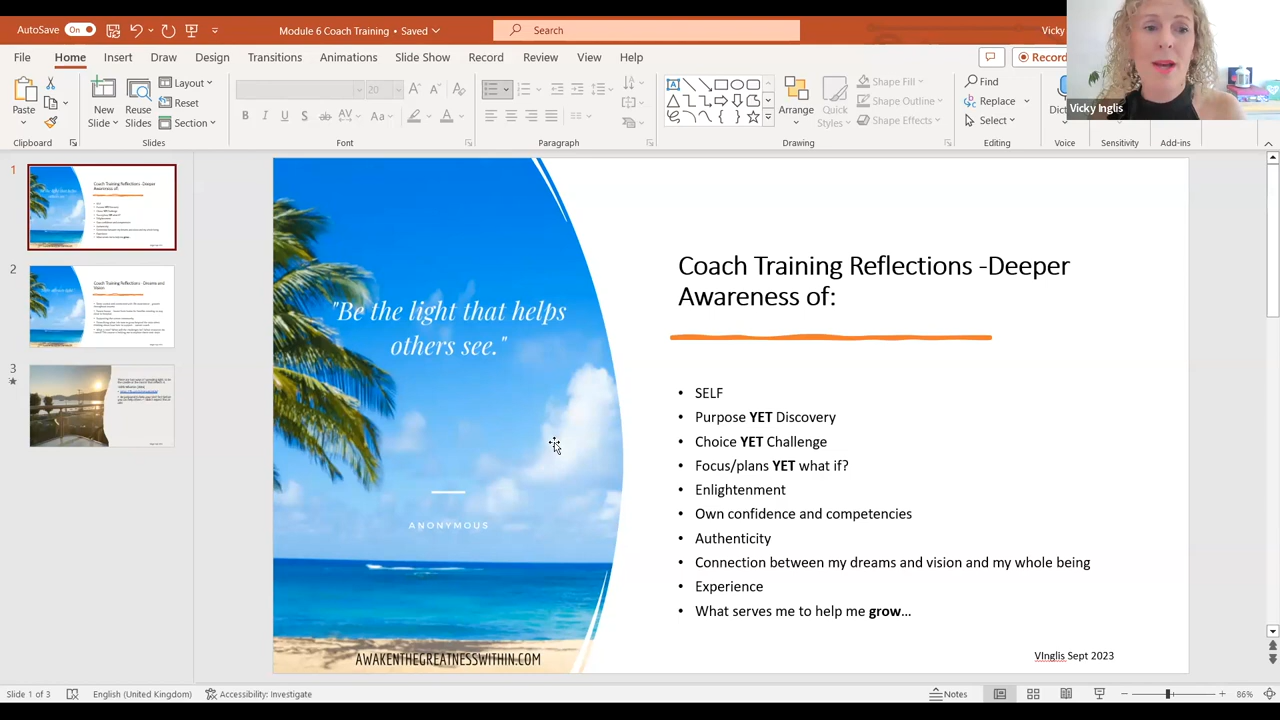 AutoSave On Module 6 Coach Training • Saved Search Vicky
File Home Insert Draw Design Transitions Animations Slide Show Record Review View Help Record
Paste New Slide Reuse Slides Layout Reset Section 20 Arrange Quick Styles Shape Fill Shape Outline Shape Effects Find Replace Select
Clipboard Slides Font Paragraph Drawing Editing Voice Sensitivity Add-ins
Vicky Inglis
1
2
3
"Be the light that helps
others see."
ANONYMOUS
AWAKENTHEGREATNESSWITHIN.COM
Coach Training Reflections -Deeper
Awareness of:
• SELF
• Purpose YET Discovery
• Choice YET Challenge
• Focus/plans YET what if?
• Enlightenment
• Own confidence and competencies
• Authenticity
• Connection between my dreams and vision and my whole being
• Experience
• What serves me to help me grow...
VInglis Sept 2023
Slide 1 of 3 English (United Kingdom) Accessibility: Investigate Notes 86%